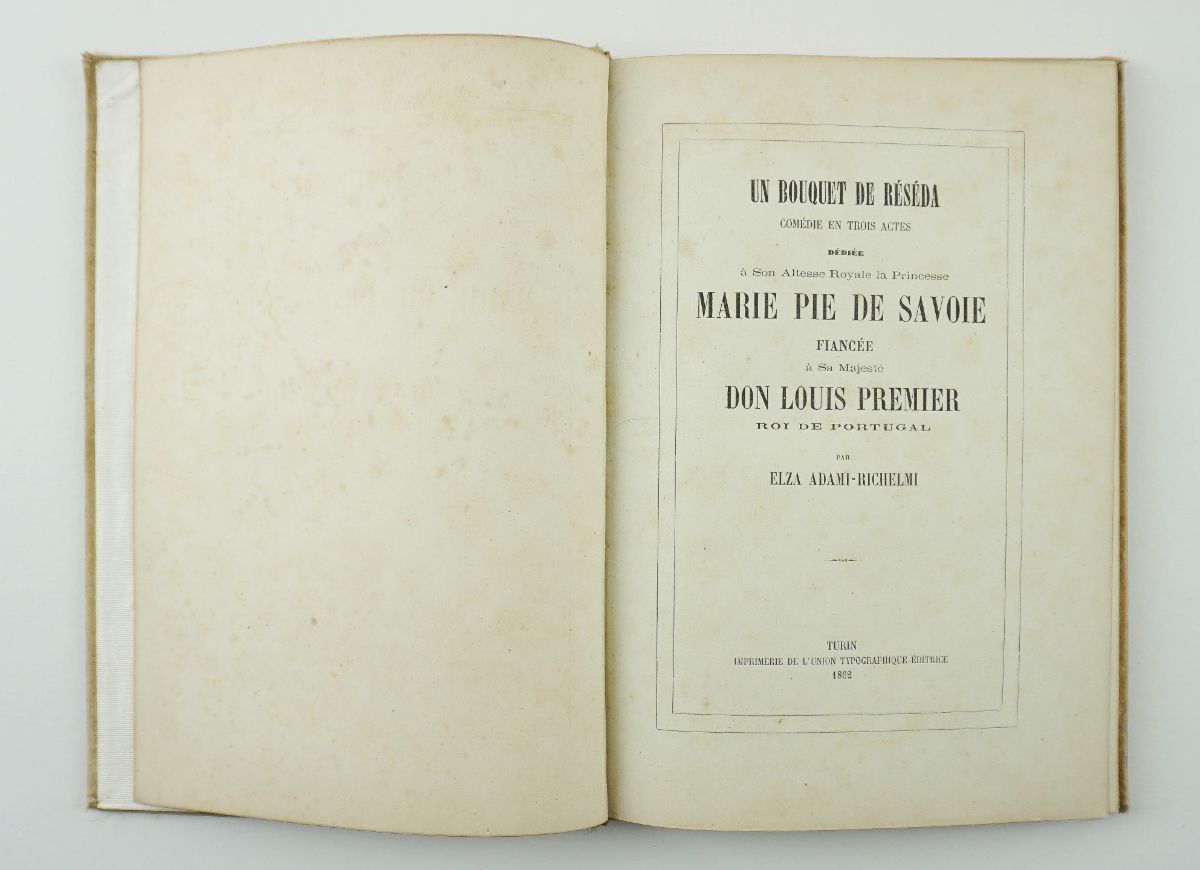 UN BOUQUET DE RÉSÉDA
COMÉDIE EN TROIS ACTES
DÉDIÉE
à Son Altesse Royale la Princesse
MARIE PIE DE SAVOIE
FIANCÉE
à Sa Majesté
DON LOUIS PREMIER
ROI DE PORTUGAL
PAR
ELZA ADAMI-RICHELMI
TURIN
IMPRIMERIE DE L'UNION TYPOGRAPHIQUE-ÉDITRICE
1862